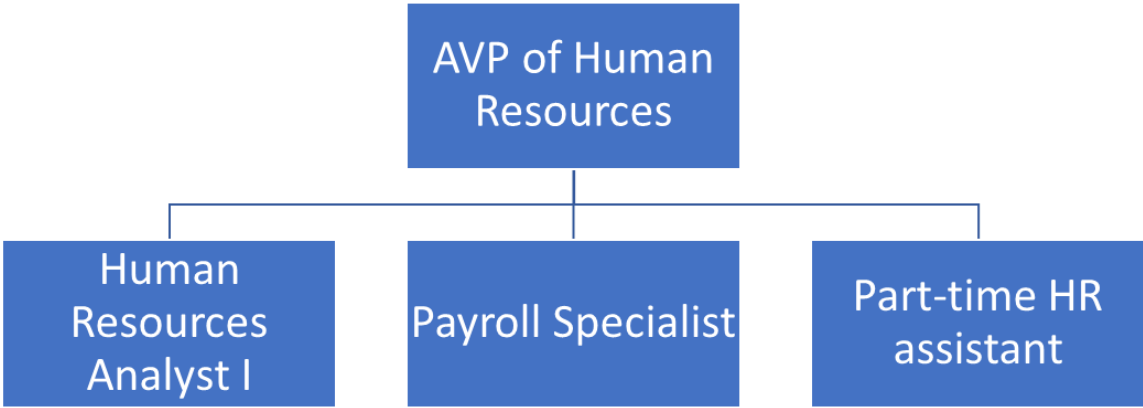 AVP of Human
Resources
Human
Resources
Analyst I
Payroll Specialist
Part-time HR
assistant